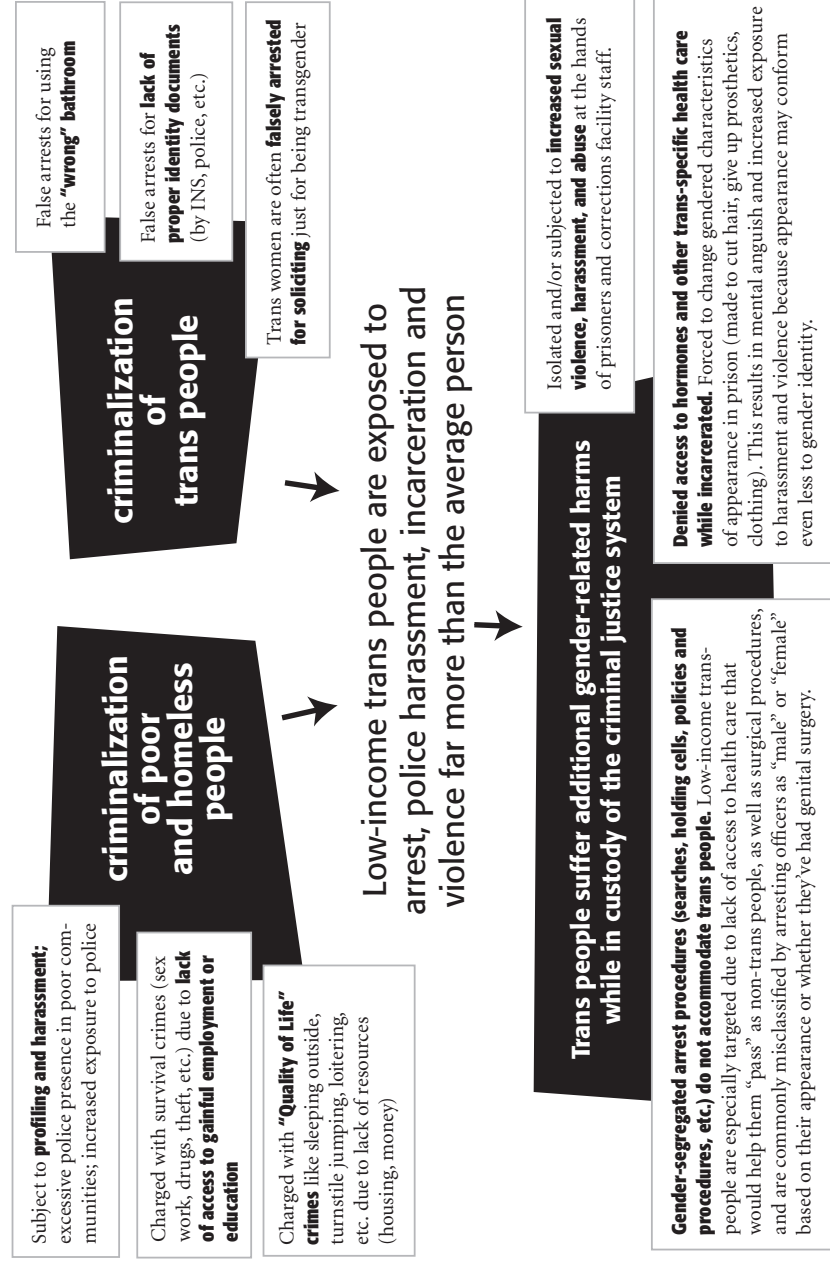 Subject to profiling and harassment;
excessive police presence in poor com-
munities; increased exposure to police
Charged with survival crimes (sex
work, drugs, theft, etc.) due to lack
of access to gainful employment or
education
Charged with "Quality of Life"
crimes like sleeping outside,
turnstile jumping, loitering,
etc. due to lack of resources
(housing, money)
criminalization
of poor
and homeless
people
criminalization
of
trans people
False arrests for using
the "wrong" bathroom
False arrests for lack of
proper identity documents
(by INS, police, etc.)
Trans women are often falsely arrested
for soliciting just for being transgender
Low-income trans people are exposed to
arrest, police harassment, incarceration and
violence far more than the average person
Trans people suffer additional gender-related harms
while in custody of the criminal justice system
Isolated and/or subjected to increased sexual
violence, harassment, and abuse at the hands
of prisoners and corrections facility staff.
Gender-segregated arrest procedures (searches, holding cells, policies and
procedures, etc.) do not accommodate trans people. Low-income trans-
people are especially targeted due to lack of access to health care that
would help them "pass" as non-trans people, as well as surgical procedures,
and are commonly misclassified by arresting officers as "male" or "female"
based on their appearance or whether they've had genital surgery.
Denied access to hormones and other trans-specific health care
while incarcerated. Forced to change gendered characteristics
of appearance in prison (made to cut hair, give up prosthetics,
clothing). This results in mental anguish and increased exposure
to harassment and violence because appearance may conform
even less to gender identity.